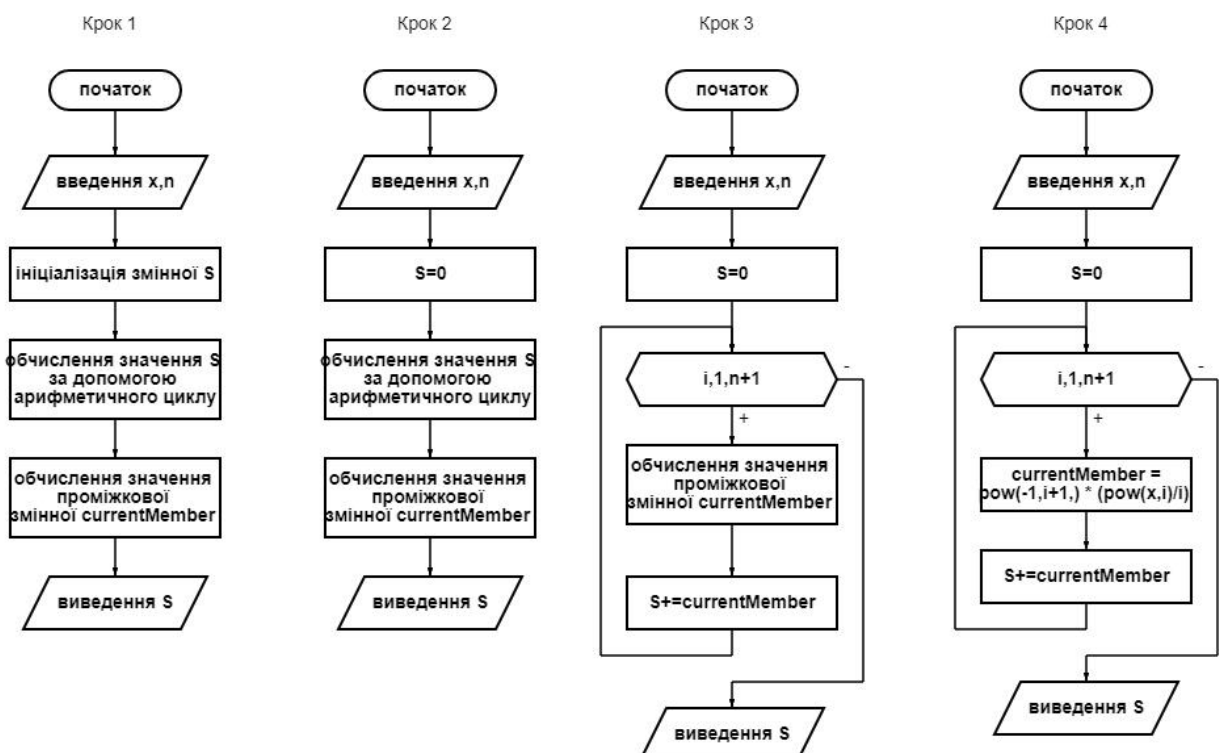 Крок 1
початок
введення x,n
ініціалізація змінної S
обчислення значення S
за допомогою
арифметичного циклу
обчислення значення
проміжкової
змінної currentMember
виведення S
Крок 2
початок
введення x,n
S=0
обчислення значення S
за допомогою
арифметичного циклу
обчислення значення
проміжкової
змінної currentMember
виведення S
Крок 3
початок
введення x,n
S=0
i,1,n+1
-
+
обчислення значення
проміжкової
змінної currentMember
S+=currentMember
виведення S
Крок 4
початок
введення x,n
S=0
i,1,n+1
-
+
currentMember =
pow(-1,i+1,) * (pow(x,i)/i)
S+=currentMember
виведення S